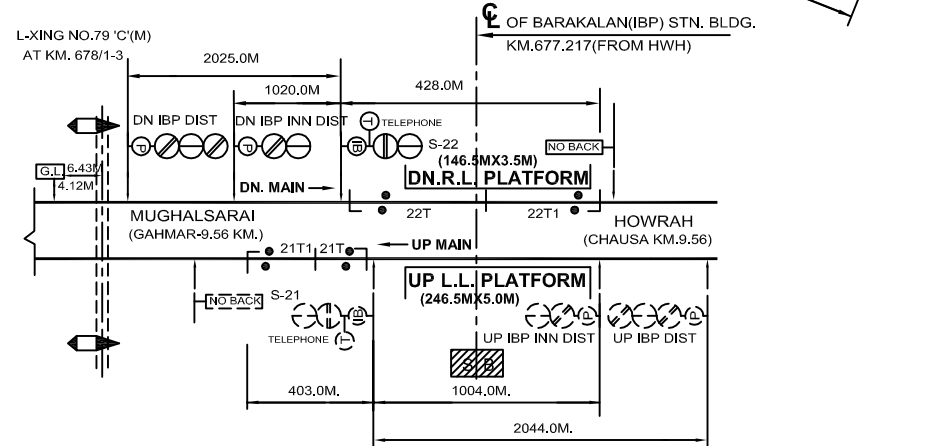 ℄ OF BARAKALAN(IBP) STN. BLDG.
KM.677.217(FROM HWH)
L-XING NO.79 'C'(M)
AT KM. 678/1-3
2025.0M
1020.0M
428.0M
DN IBP DIST
DN IBP INN DIST
T TELEPHONE
P
P
IB
S-22
NO BACK
(146.5MX3.5M)
DN.R.L. PLATFORM
G.L.
6.43M
4.12M
DN. MAIN
22T
22T1
MUGHALSARAI
(GAHMAR-9.56 KM.)
HOWRAH
(CHAUSA KM.9.56)
21T1
21T
UP MAIN
UP L.L. PLATFORM
(246.5MX5.0M)
NO BACK
S-21
IB
P
P
TELEPHONE T
UP IBP INN DIST
UP IBP DIST
S B
403.0M.
1004.0M.
2044.0M.